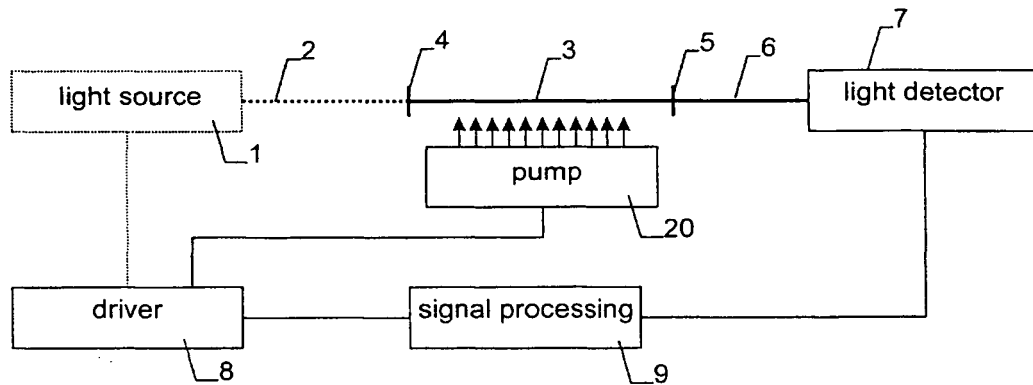 2
4
3
5
6
7
light source
light detector
1
pump
20
driver
signal processing
8
9